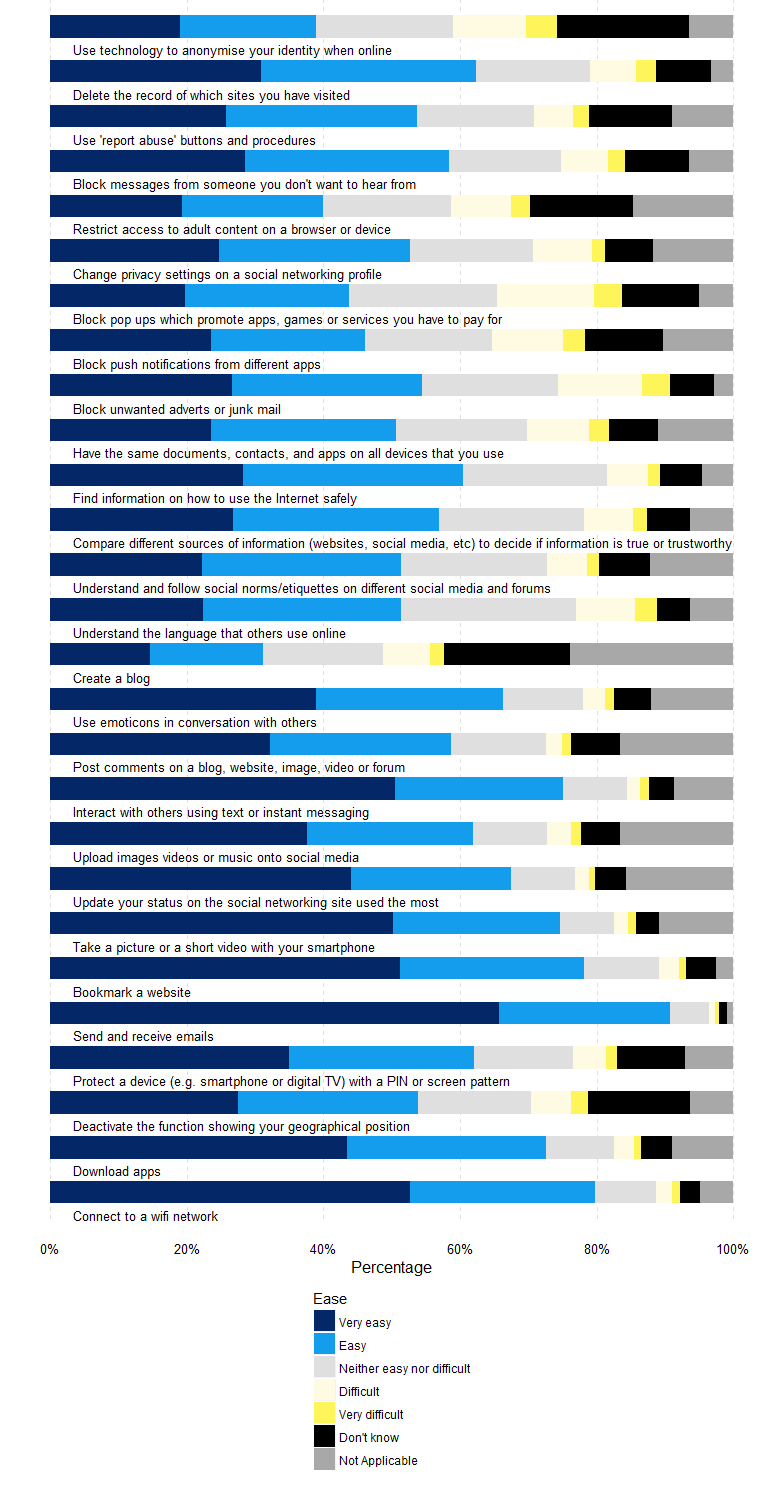 Use technology to anonymise your identity when online
Delete the record of which sites you have visited
Use 'report abuse' buttons and procedures
Block messages from someone you don't want to hear from
Restrict access to adult content on a browser or device
Change privacy settings on a social networking profile
Block pop ups which promote apps, games or services you have to pay for
Block push notifications from different apps
Block unwanted adverts or junk mail
Have the same documents, contacts, and apps on all devices that you use
Find information on how to use the Internet safely
Compare different sources of information (websites, social media, etc) to decide if information is true or trustworthy
Understand and follow social norms/etiquettes on different social media and forums
Understand the language that others use online
Create a blog
Use emoticons in conversation with others
Post comments on a blog, website, image, video or forum
Interact with others using text or instant messaging
Upload images videos or music onto social media
Update your status on the social networking site used the most
Take a picture or a short video with your smartphone
Bookmark a website
Send and receive emails
Protect a device (e.g. smartphone or digital TV) with a PIN or screen pattern
Deactivate the function showing your geographical position
Download apps
Connect to a wifi network
0% 20% 40% 60% 80% 100%
Percentage
Ease
Very easy
Easy
Neither easy nor difficult
Difficult
Very difficult
Don't know
Not Applicable